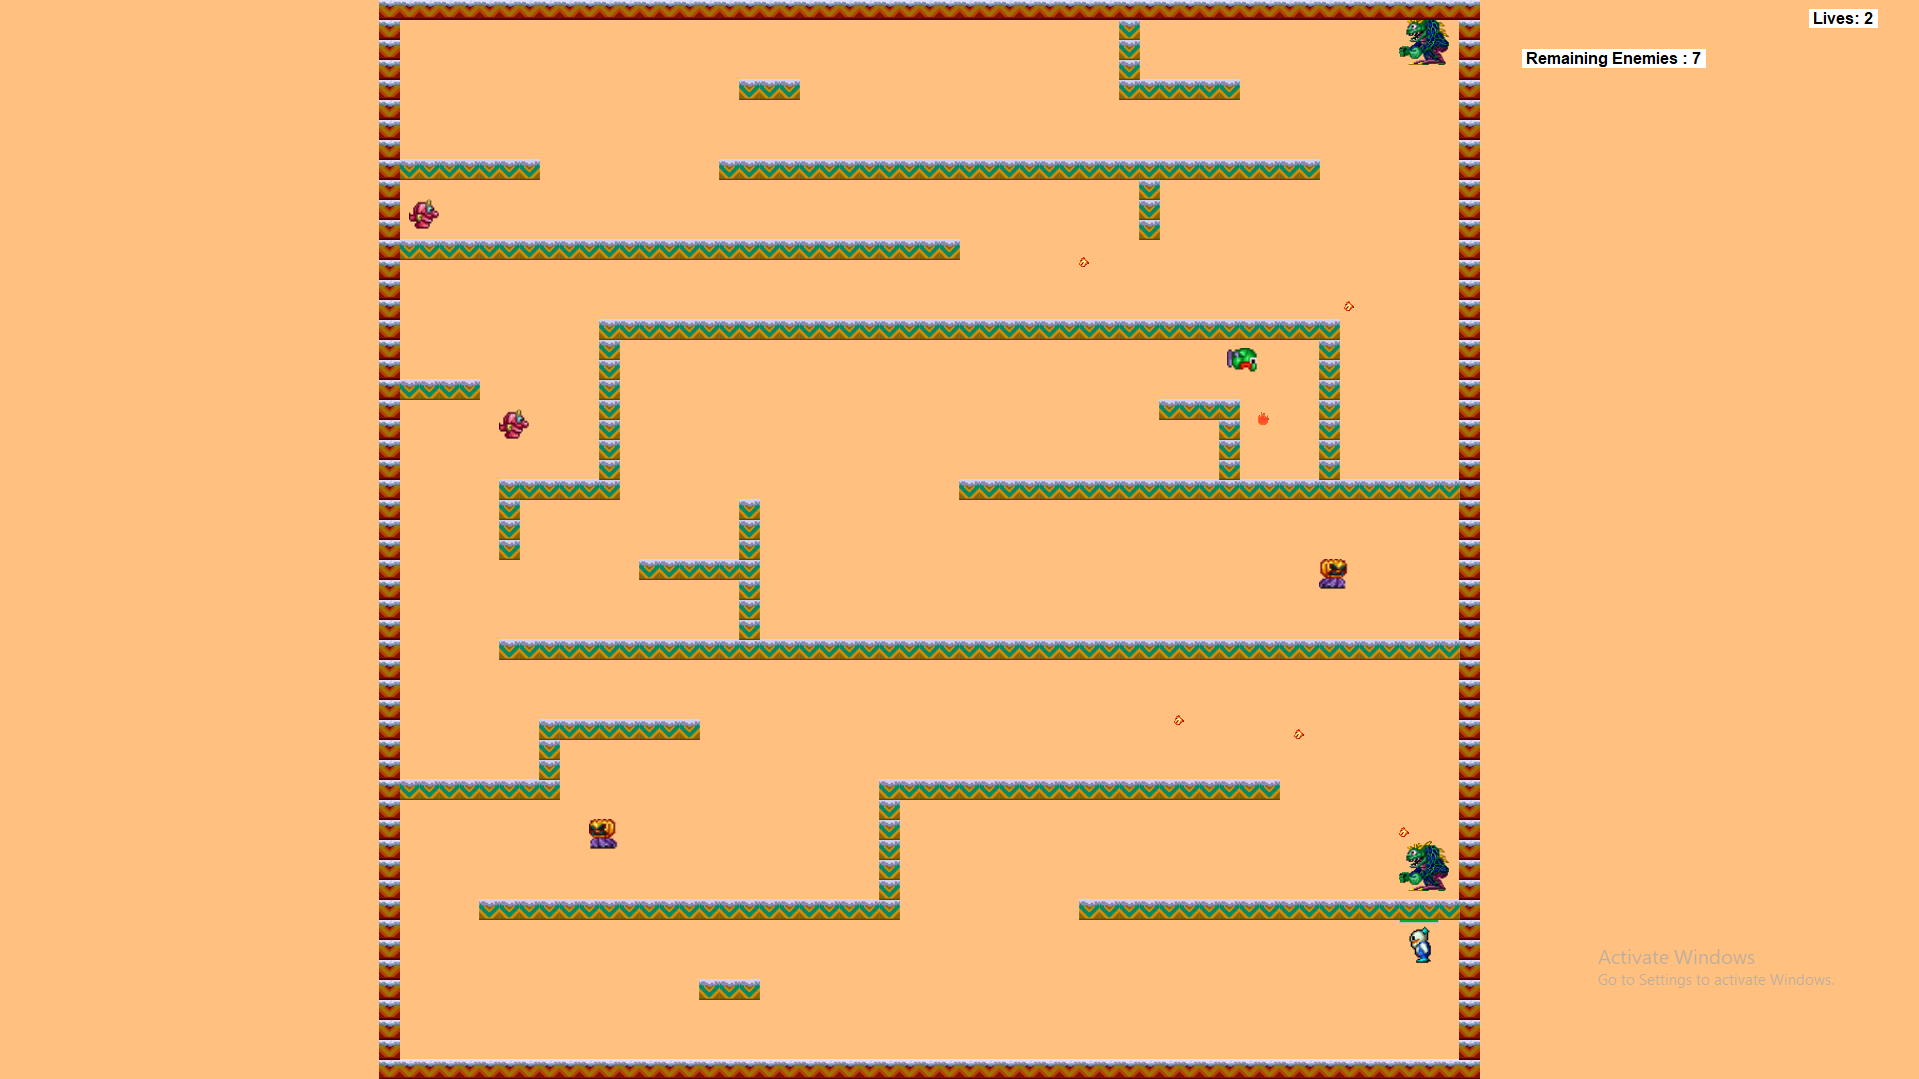 Lives: 2
Remaining Enemies : 7
Activate Windows
Go to Settings to activate Windows.